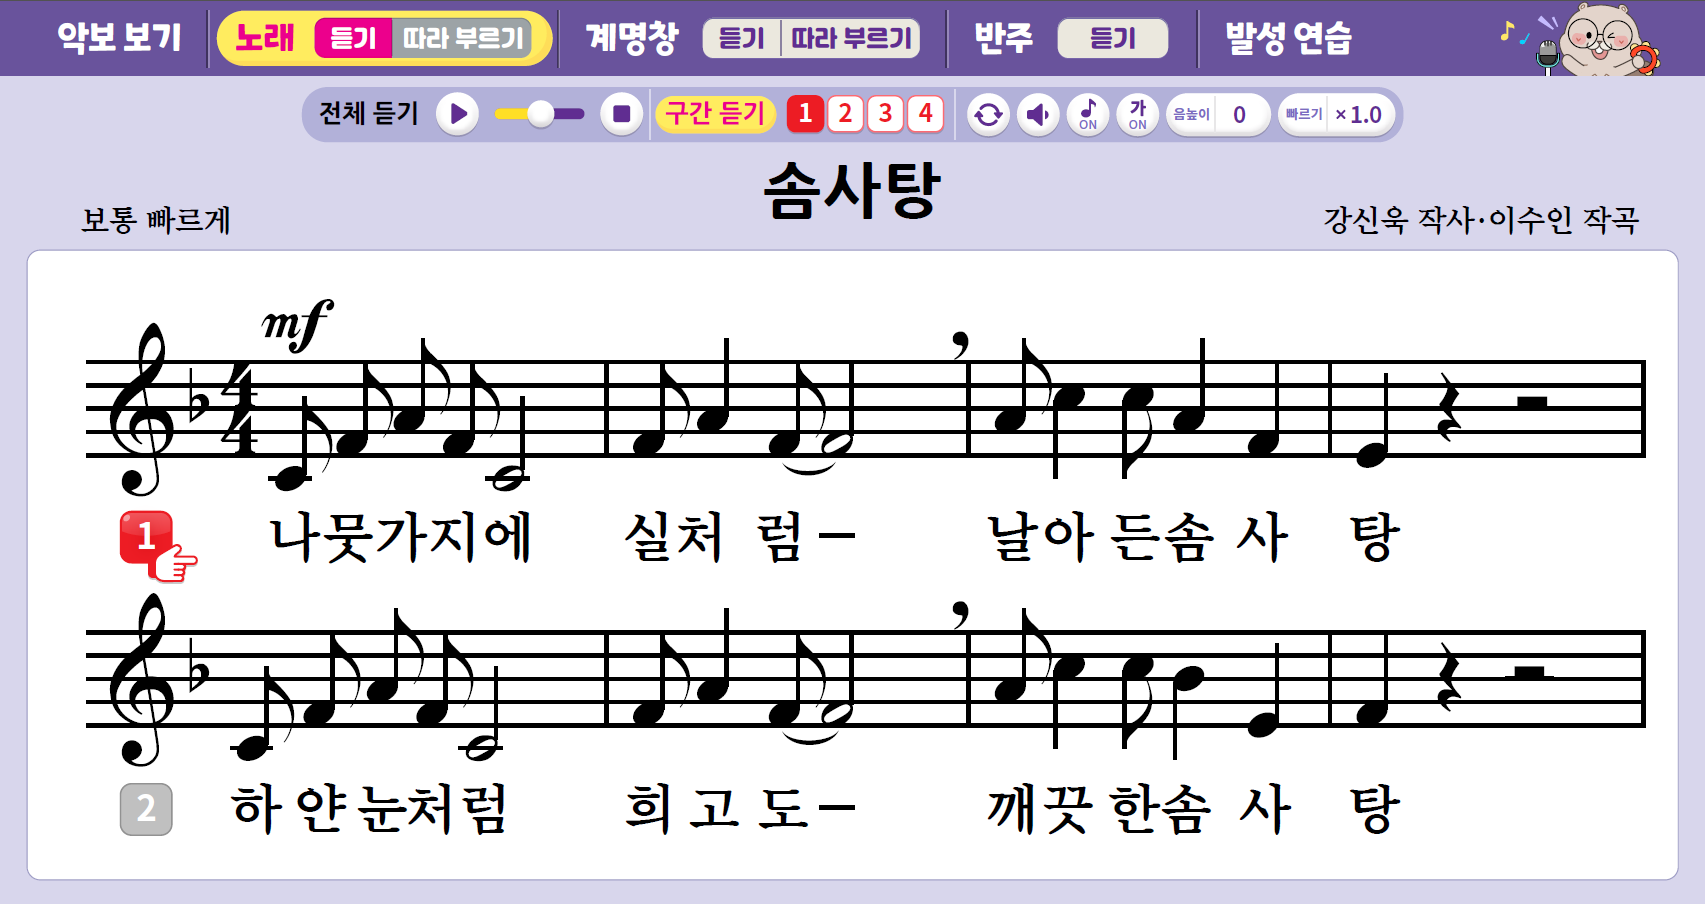 악보 보기 노래 듣기 따라 부르기 계명창 듣기 따라 부르기 반주 듣기 발성 연습
전체 듣기 구간 듣기 1 2 3 4 ON 가 ON 음높이 0 빠르기 × 1.0
솜사탕
보통 빠르게 강신욱 작사·이수인 작곡
mf
4
4
1 나뭇가지에 실처 럼ー 날아 든솜 사 탕
2 하 얀 눈처럼 희 고 도ー 깨끗 한솜 사 탕